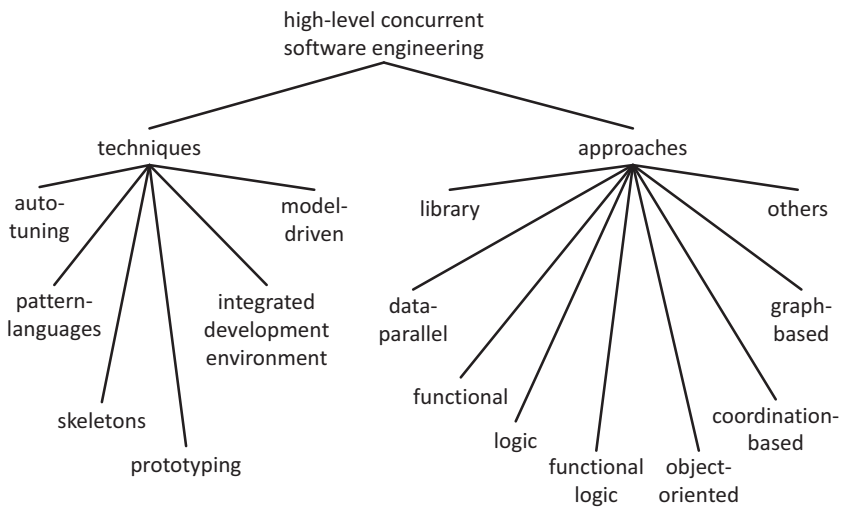 high-level concurrent
software engineering
techniques
approaches
auto-
tuning
model-
driven
pattern-
languages
integrated
development
environment
skeletons
prototyping
library
others
data-
parallel
graph-
based
functional
logic
coordination-
based
functional
logic
object-
oriented